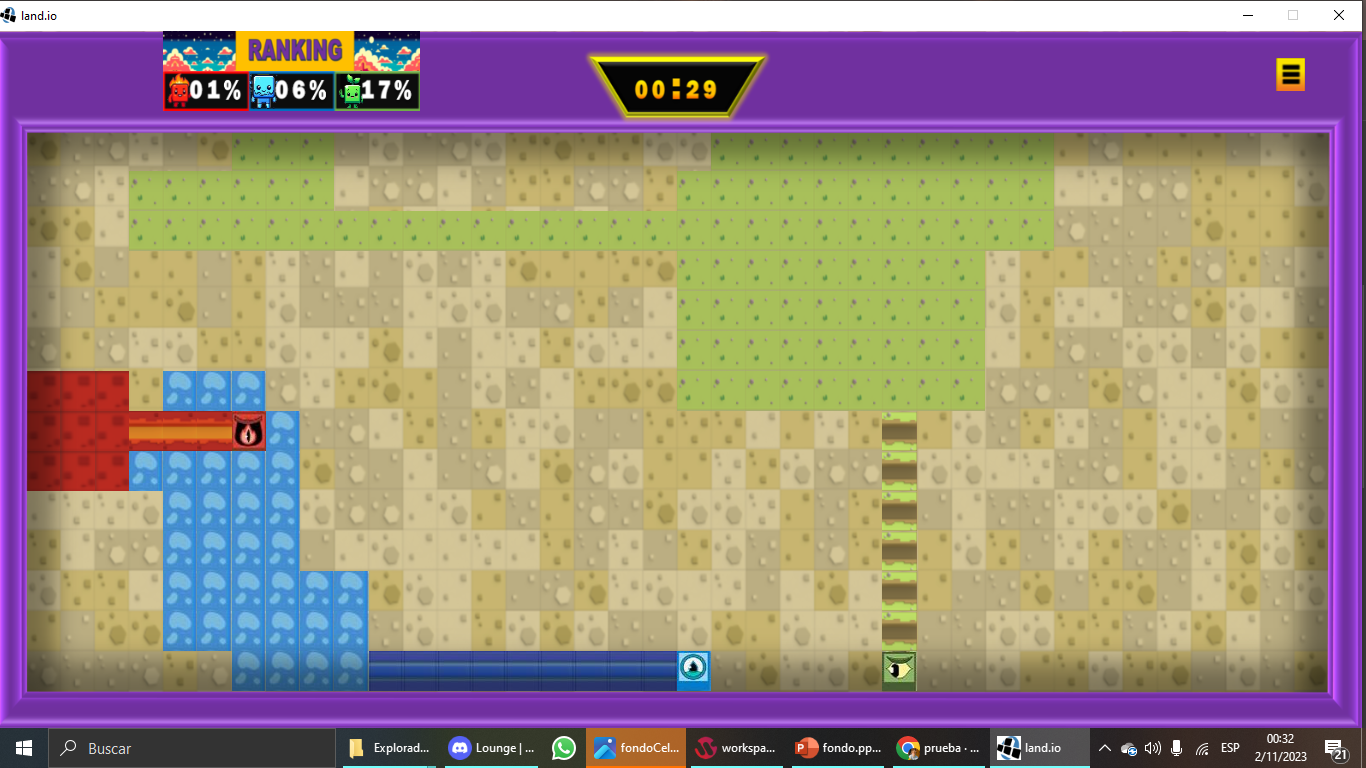 land.io
RANKING
01% 06% 17%
00:29
Buscar
Explorad...
Lounge | ...
fondoCel...
workspa...
fondo.pp...
prueba · ...
land.io
ESP
00:32
2/11/2023
21